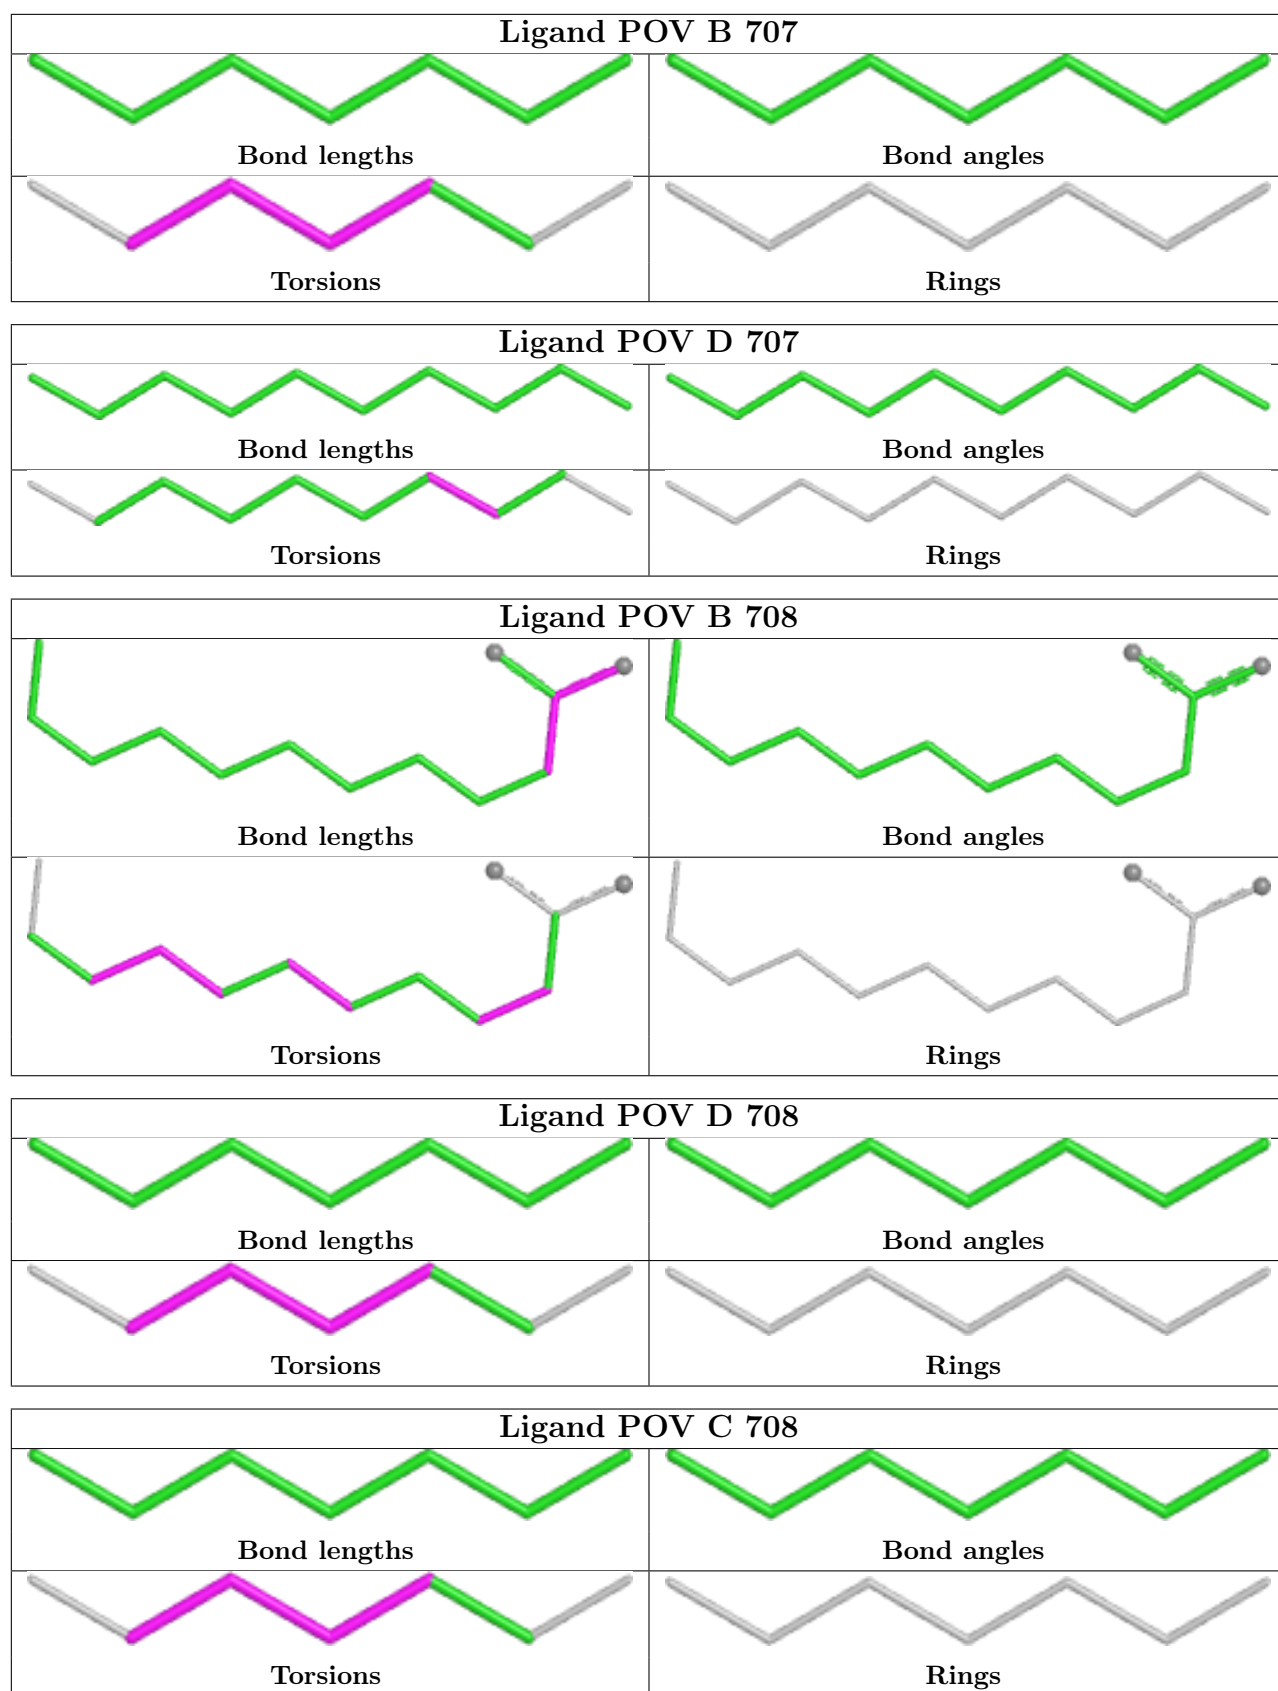 Ligand POV B 707
Bond lengths
Bond angles
Torsions
Rings
Ligand POV D 707
Bond lengths
Bond angles
Torsions
Rings
Ligand POV B 708
Bond lengths
Bond angles
Torsions
Rings
Ligand POV D 708
Bond lengths
Bond angles
Torsions
Rings
Ligand POV C 708
Bond lengths
Bond angles
Torsions
Rings